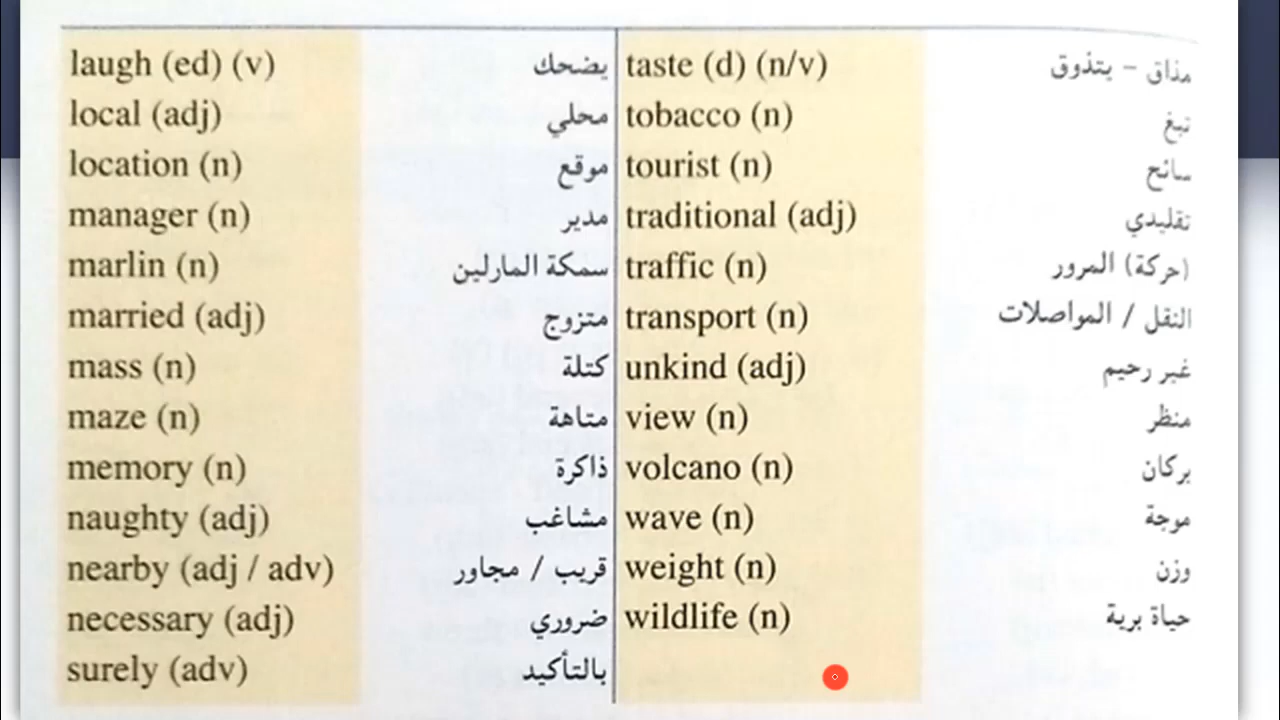 laugh (ed) (v) يضحك
local (adj) محلي
location (n) موقع
manager (n) مدير
marlin (n) سمكة المارلين
married (adj) متزوج
mass (n) كتلة
maze (n) متاهة
memory (n) ذاكرة
naughty (adj) مشاغب
nearby (adj / adv) قريب / مجاور
necessary (adj) ضروري
surely (adv) بالتأكيد
taste (d) (n/v) مذاق - يتذوق
tobacco (n) تبغ
tourist (n) سائح
traditional (adj) تقليدي
traffic (n) (حركة) المرور
transport (n) النقل / المواصلات
unkind (adj) غير رحيم
view (n) منظر
volcano (n) بركان
wave (n) موجة
weight (n) وزن
wildlife (n) حياة برية